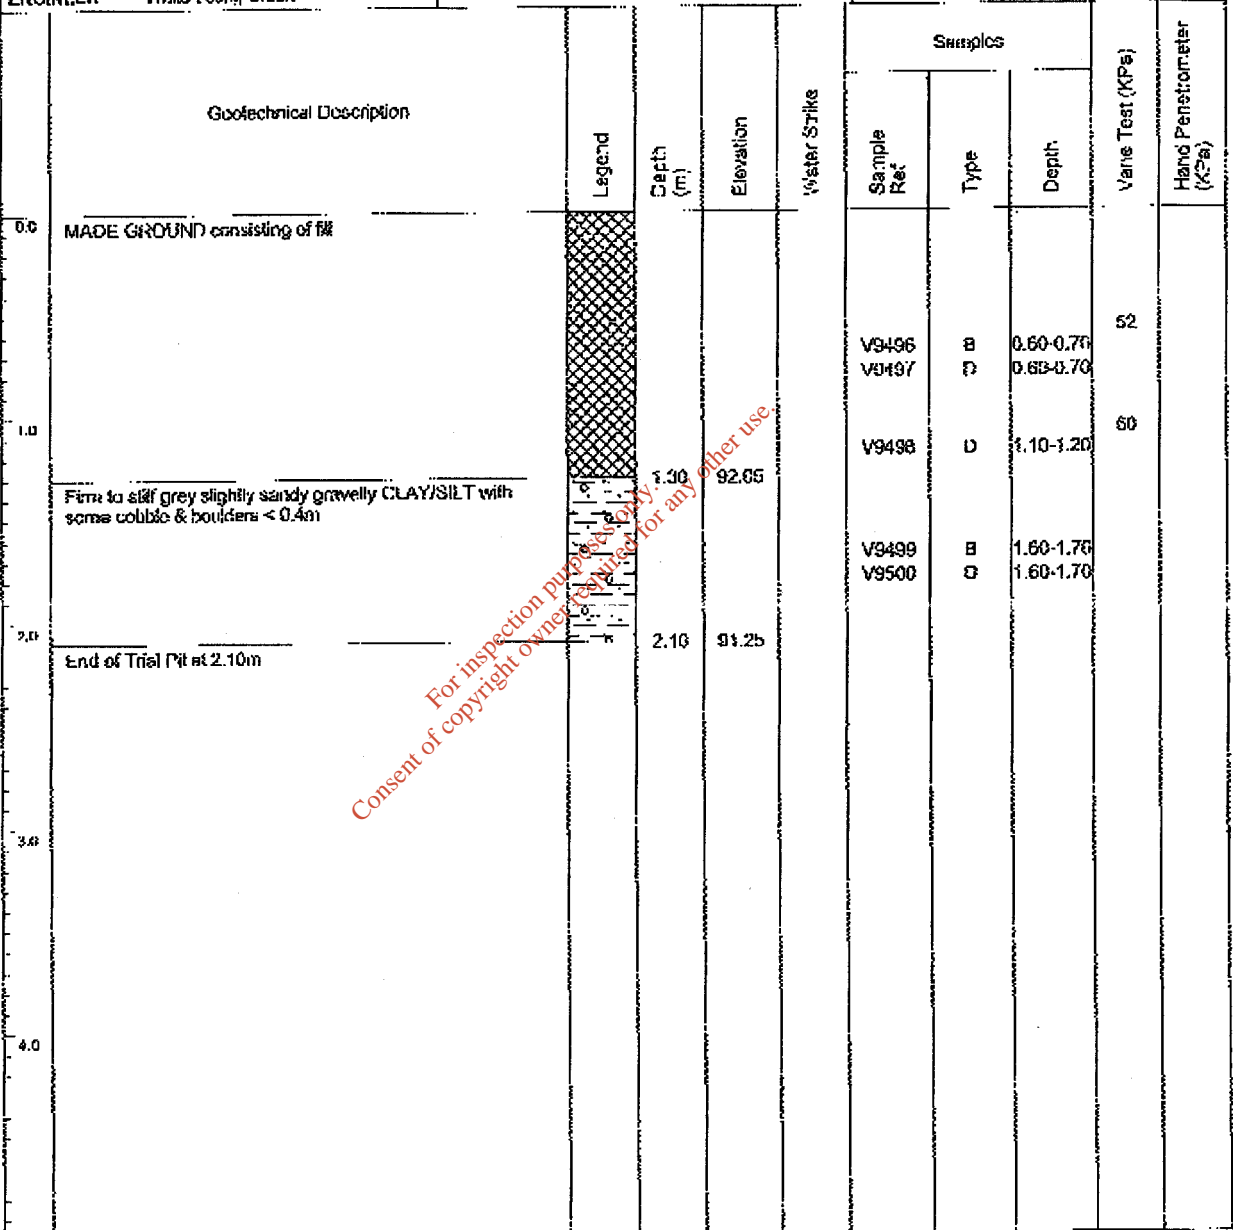 ENGINEER
Samples
Geotechnical Description
Legend
Depth
(m)
Elevation
Water Strike
Sample
Ref
Type
Depth
Vane Test (KPa)
Hand Penetrometer
(KPa)
0.0
MADE GROUND consisting of fill
52
V9496 B 0.60-0.70
V9497 D 0.60-0.70
1.0
60
V9498 D 1.10-1.20
1.30 92.05
Firm to stiff grey slightly sandy gravelly CLAY/SILT with
some cobble & boulders < 0.4m
V9499 B 1.60-1.70
V9500 D 1.60-1.70
2.0
2.10 91.25
End of Trial Pit at 2.10m
3.0
4.0
For inspection purposes only.
Consent of copyright owner required for any other use.